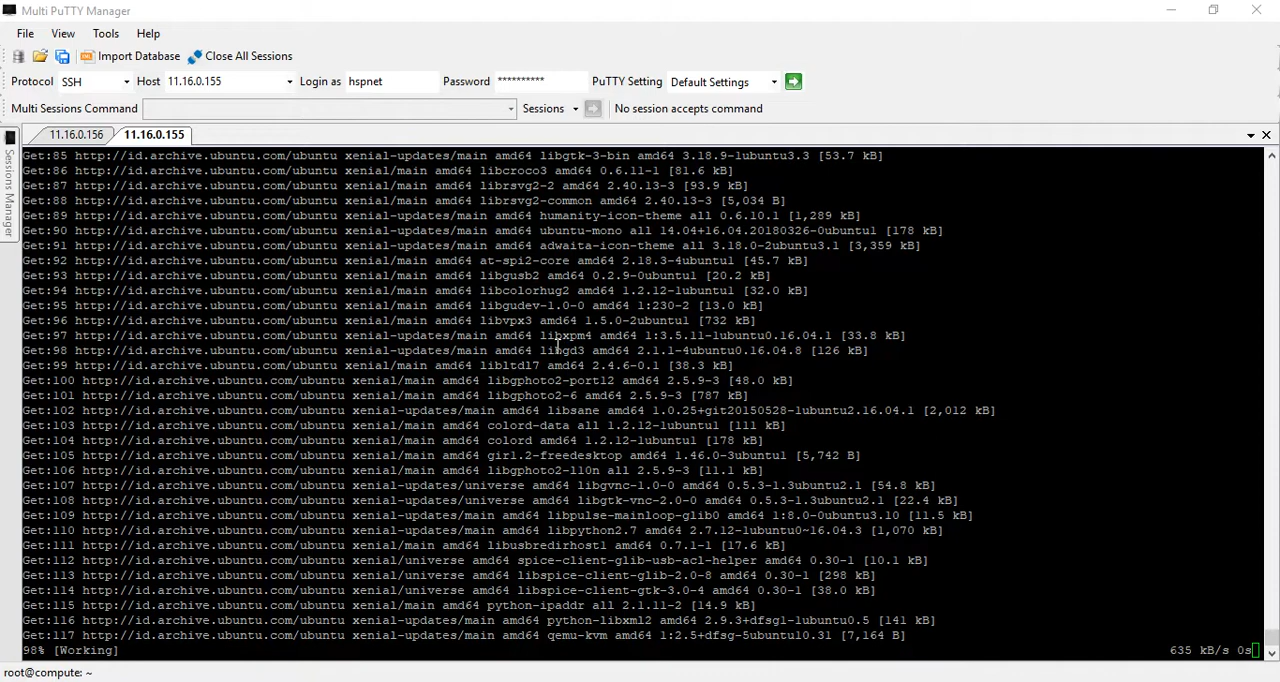 Multi PuTTY Manager
File View Tools Help
Import Database Close All Sessions
Protocol SSH Host 11.16.0.155 Login as hspnet Password ********** PuTTY Setting Default Settings
Multi Sessions Command Sessions No session accepts command
11.16.0.156 11.16.0.155
Sessions Manager
Get:85 http://id.archive.ubuntu.com/ubuntu xenial-updates/main amd64 libgtk-3-bin amd64 3.18.9-1ubuntu3.3 [53.7 kB]
Get:86 http://id.archive.ubuntu.com/ubuntu xenial/main amd64 libcroco3 amd64 0.6.11-1 [81.6 kB]
Get:87 http://id.archive.ubuntu.com/ubuntu xenial/main amd64 librsvg2-2 amd64 2.40.13-3 [93.9 kB]
Get:88 http://id.archive.ubuntu.com/ubuntu xenial/main amd64 librsvg2-common amd64 2.40.13-3 [5,034 B]
Get:89 http://id.archive.ubuntu.com/ubuntu xenial-updates/main amd64 humanity-icon-theme all 0.6.10.1 [1,289 kB]
Get:90 http://id.archive.ubuntu.com/ubuntu xenial-updates/main amd64 ubuntu-mono all 14.04+16.04.20180326-0ubuntu1 [178 kB]
Get:91 http://id.archive.ubuntu.com/ubuntu xenial-updates/main amd64 adwaita-icon-theme all 3.18.0-2ubuntu3.1 [3,359 kB]
Get:92 http://id.archive.ubuntu.com/ubuntu xenial/main amd64 at-spi2-core amd64 2.18.3-4ubuntu1 [45.7 kB]
Get:93 http://id.archive.ubuntu.com/ubuntu xenial/main amd64 libgusb2 amd64 0.2.9-0ubuntu1 [20.2 kB]
Get:94 http://id.archive.ubuntu.com/ubuntu xenial/main amd64 libcolorhug2 amd64 1.2.12-1ubuntu1 [32.0 kB]
Get:95 http://id.archive.ubuntu.com/ubuntu xenial/main amd64 libgudev-1.0-0 amd64 1:230-2 [13.0 kB]
Get:96 http://id.archive.ubuntu.com/ubuntu xenial/main amd64 libvpx3 amd64 1.5.0-2ubuntu1 [732 kB]
Get:97 http://id.archive.ubuntu.com/ubuntu xenial-updates/main amd64 libxpm4 amd64 1:3.5.11-1ubuntu0.16.04.1 [33.8 kB]
Get:98 http://id.archive.ubuntu.com/ubuntu xenial-updates/main amd64 libgd3 amd64 2.1.1-4ubuntu0.16.04.8 [126 kB]
Get:99 http://id.archive.ubuntu.com/ubuntu xenial/main amd64 libltdl7 amd64 2.4.6-0.1 [38.3 kB]
Get:100 http://id.archive.ubuntu.com/ubuntu xenial/main amd64 libgphoto2-port12 amd64 2.5.9-3 [48.0 kB]
Get:101 http://id.archive.ubuntu.com/ubuntu xenial/main amd64 libgphoto2-6 amd64 2.5.9-3 [787 kB]
Get:102 http://id.archive.ubuntu.com/ubuntu xenial-updates/main amd64 libsane amd64 1.0.25+git20150528-1ubuntu2.16.04.1 [2,012 kB]
Get:103 http://id.archive.ubuntu.com/ubuntu xenial/main amd64 colord-data all 1.2.12-1ubuntu1 [111 kB]
Get:104 http://id.archive.ubuntu.com/ubuntu xenial/main amd64 colord amd64 1.2.12-1ubuntu1 [178 kB]
Get:105 http://id.archive.ubuntu.com/ubuntu xenial/main amd64 gir1.2-freedesktop amd64 1.46.0-3ubuntu1 [5,742 B]
Get:106 http://id.archive.ubuntu.com/ubuntu xenial/main amd64 libgphoto2-l10n all 2.5.9-3 [11.1 kB]
Get:107 http://id.archive.ubuntu.com/ubuntu xenial-updates/universe amd64 libgvnc-1.0-0 amd64 0.5.3-1.3ubuntu2.1 [54.8 kB]
Get:108 http://id.archive.ubuntu.com/ubuntu xenial-updates/universe amd64 libgtk-vnc-2.0-0 amd64 0.5.3-1.3ubuntu2.1 [22.4 kB]
Get:109 http://id.archive.ubuntu.com/ubuntu xenial-updates/main amd64 libpulse-mainloop-glib0 amd64 1:8.0-0ubuntu3.10 [11.5 kB]
Get:110 http://id.archive.ubuntu.com/ubuntu xenial-updates/main amd64 libpython2.7 amd64 2.7.12-1ubuntu0~16.04.3 [1,070 kB]
Get:111 http://id.archive.ubuntu.com/ubuntu xenial/main amd64 libusbredirhost1 amd64 0.7.1-1 [17.6 kB]
Get:112 http://id.archive.ubuntu.com/ubuntu xenial/universe amd64 spice-client-glib-usb-acl-helper amd64 0.30-1 [10.1 kB]
Get:113 http://id.archive.ubuntu.com/ubuntu xenial/universe amd64 libspice-client-glib-2.0-8 amd64 0.30-1 [298 kB]
Get:114 http://id.archive.ubuntu.com/ubuntu xenial/universe amd64 libspice-client-gtk-3.0-4 amd64 0.30-1 [38.0 kB]
Get:115 http://id.archive.ubuntu.com/ubuntu xenial/main amd64 python-ipaddr all 2.1.11-2 [14.9 kB]
Get:116 http://id.archive.ubuntu.com/ubuntu xenial-updates/main amd64 python-libxml2 amd64 2.9.3+dfsg1-1ubuntu0.5 [141 kB]
Get:117 http://id.archive.ubuntu.com/ubuntu xenial-updates/main amd64 qemu-kvm amd64 1:2.5+dfsg-5ubuntu10.31 [7,164 B]
98% [Working] 635 kB/s 0s
root@compute: ~